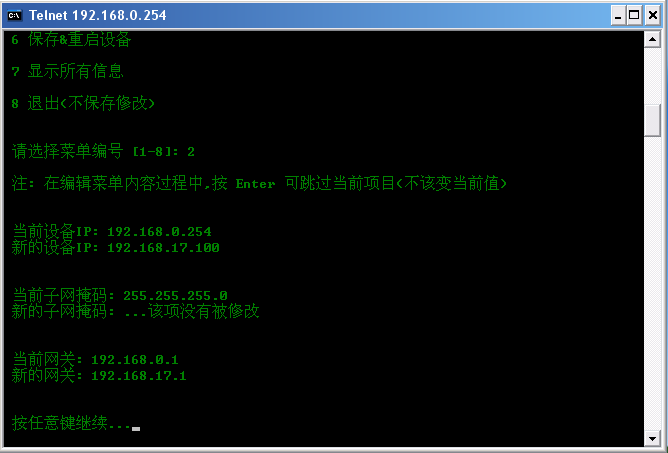 Telnet 192.168.0.254
6 保存&重启设备
7 显示所有信息
8 退出(不保存修改)
请选择菜单编号 [1-8]: 2
注: 在编辑菜单内容过程中,按 Enter 可跳过当前项目(不该变当前值)
当前设备IP: 192.168.0.254
新的设备IP: 192.168.17.100
当前子网掩码: 255.255.255.0
新的子网掩码: ...该项没有被修改
当前网关: 192.168.0.1
新的网关: 192.168.17.1
按任意键继续...